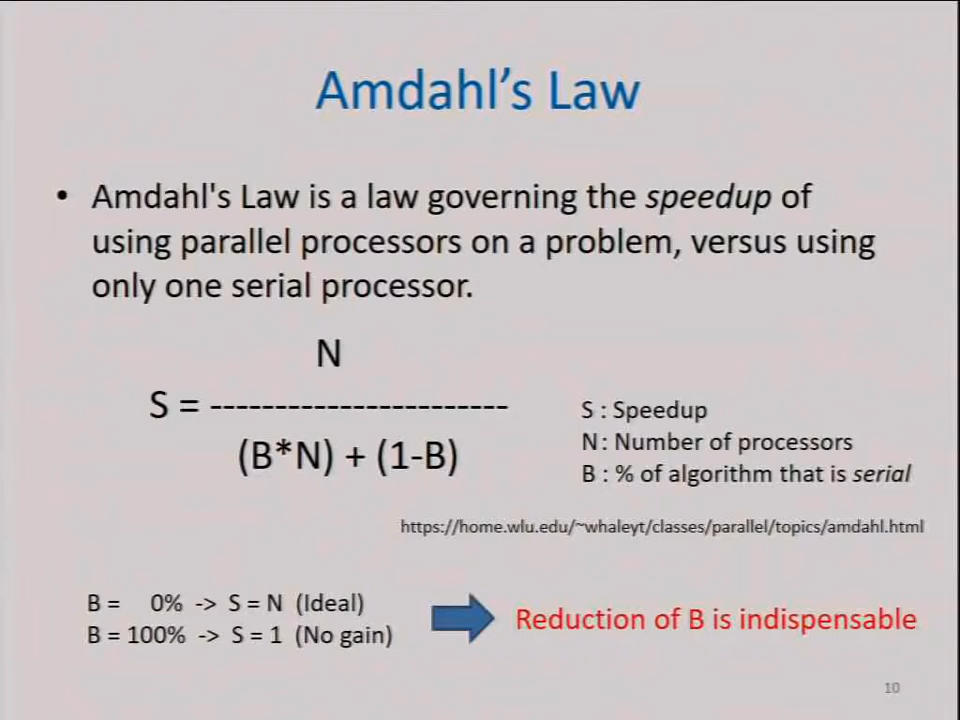 Amdahl's Law
• Amdahl's Law is a law governing the speedup of
using parallel processors on a problem, versus using
only one serial processor.
N
S = -----------------------
(B*N) + (1-B)
S : Speedup
N : Number of processors
B : % of algorithm that is serial
https://home.wlu.edu/~whaleyt/classes/parallel/topics/amdahl.html
B = 0% -> S = N (Ideal)
B = 100% -> S = 1 (No gain)
Reduction of B is indispensable
10